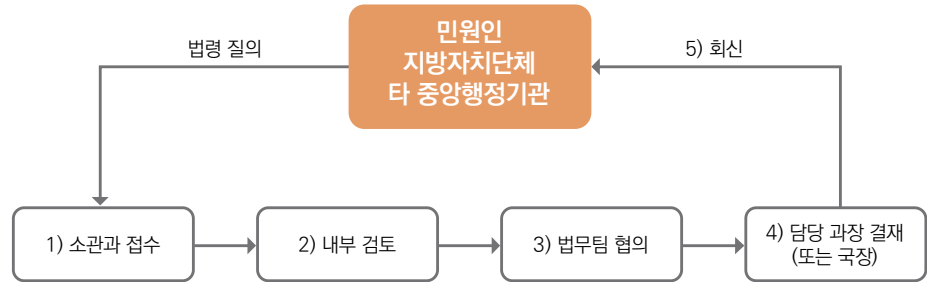 민원인
지방자치단체
타 중앙행정기관
법령 질의
5) 회신
1) 소관과 접수
2) 내부 검토
3) 법무팀 협의
4) 담당 과장 결재
(또는 국장)